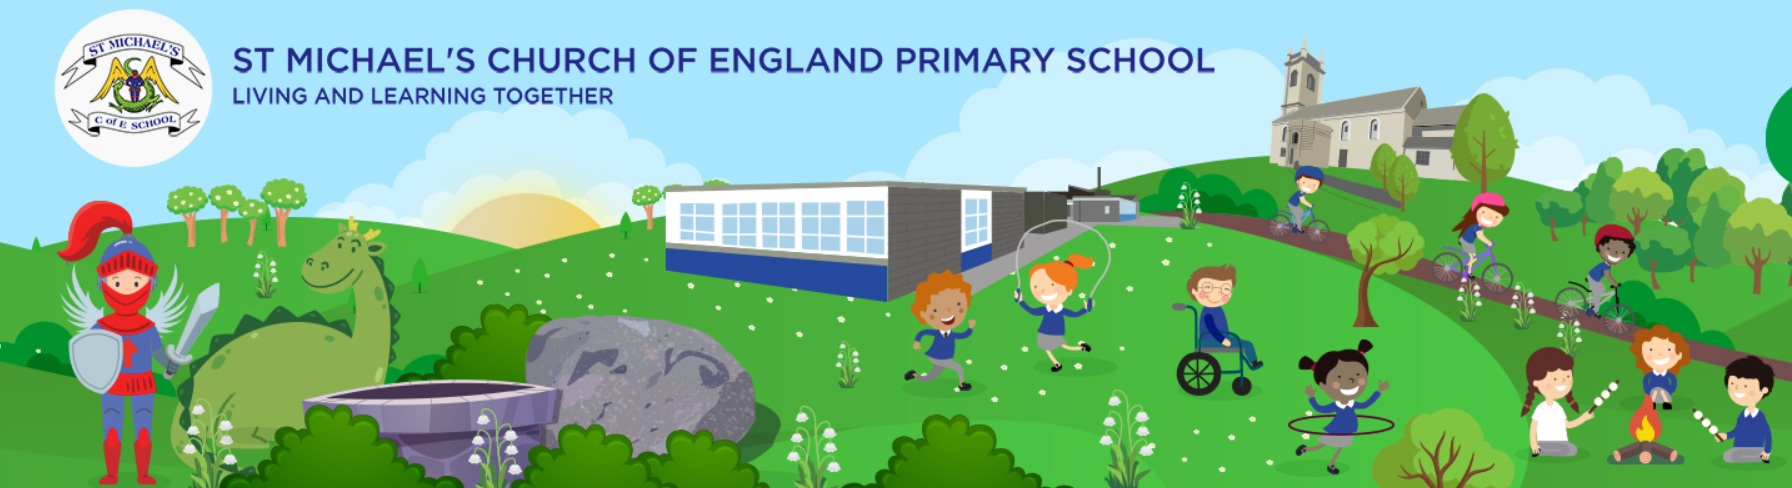 ST MICHAEL'S
C of E SCHOOL
ST MICHAEL'S CHURCH OF ENGLAND PRIMARY SCHOOL
LIVING AND LEARNING TOGETHER